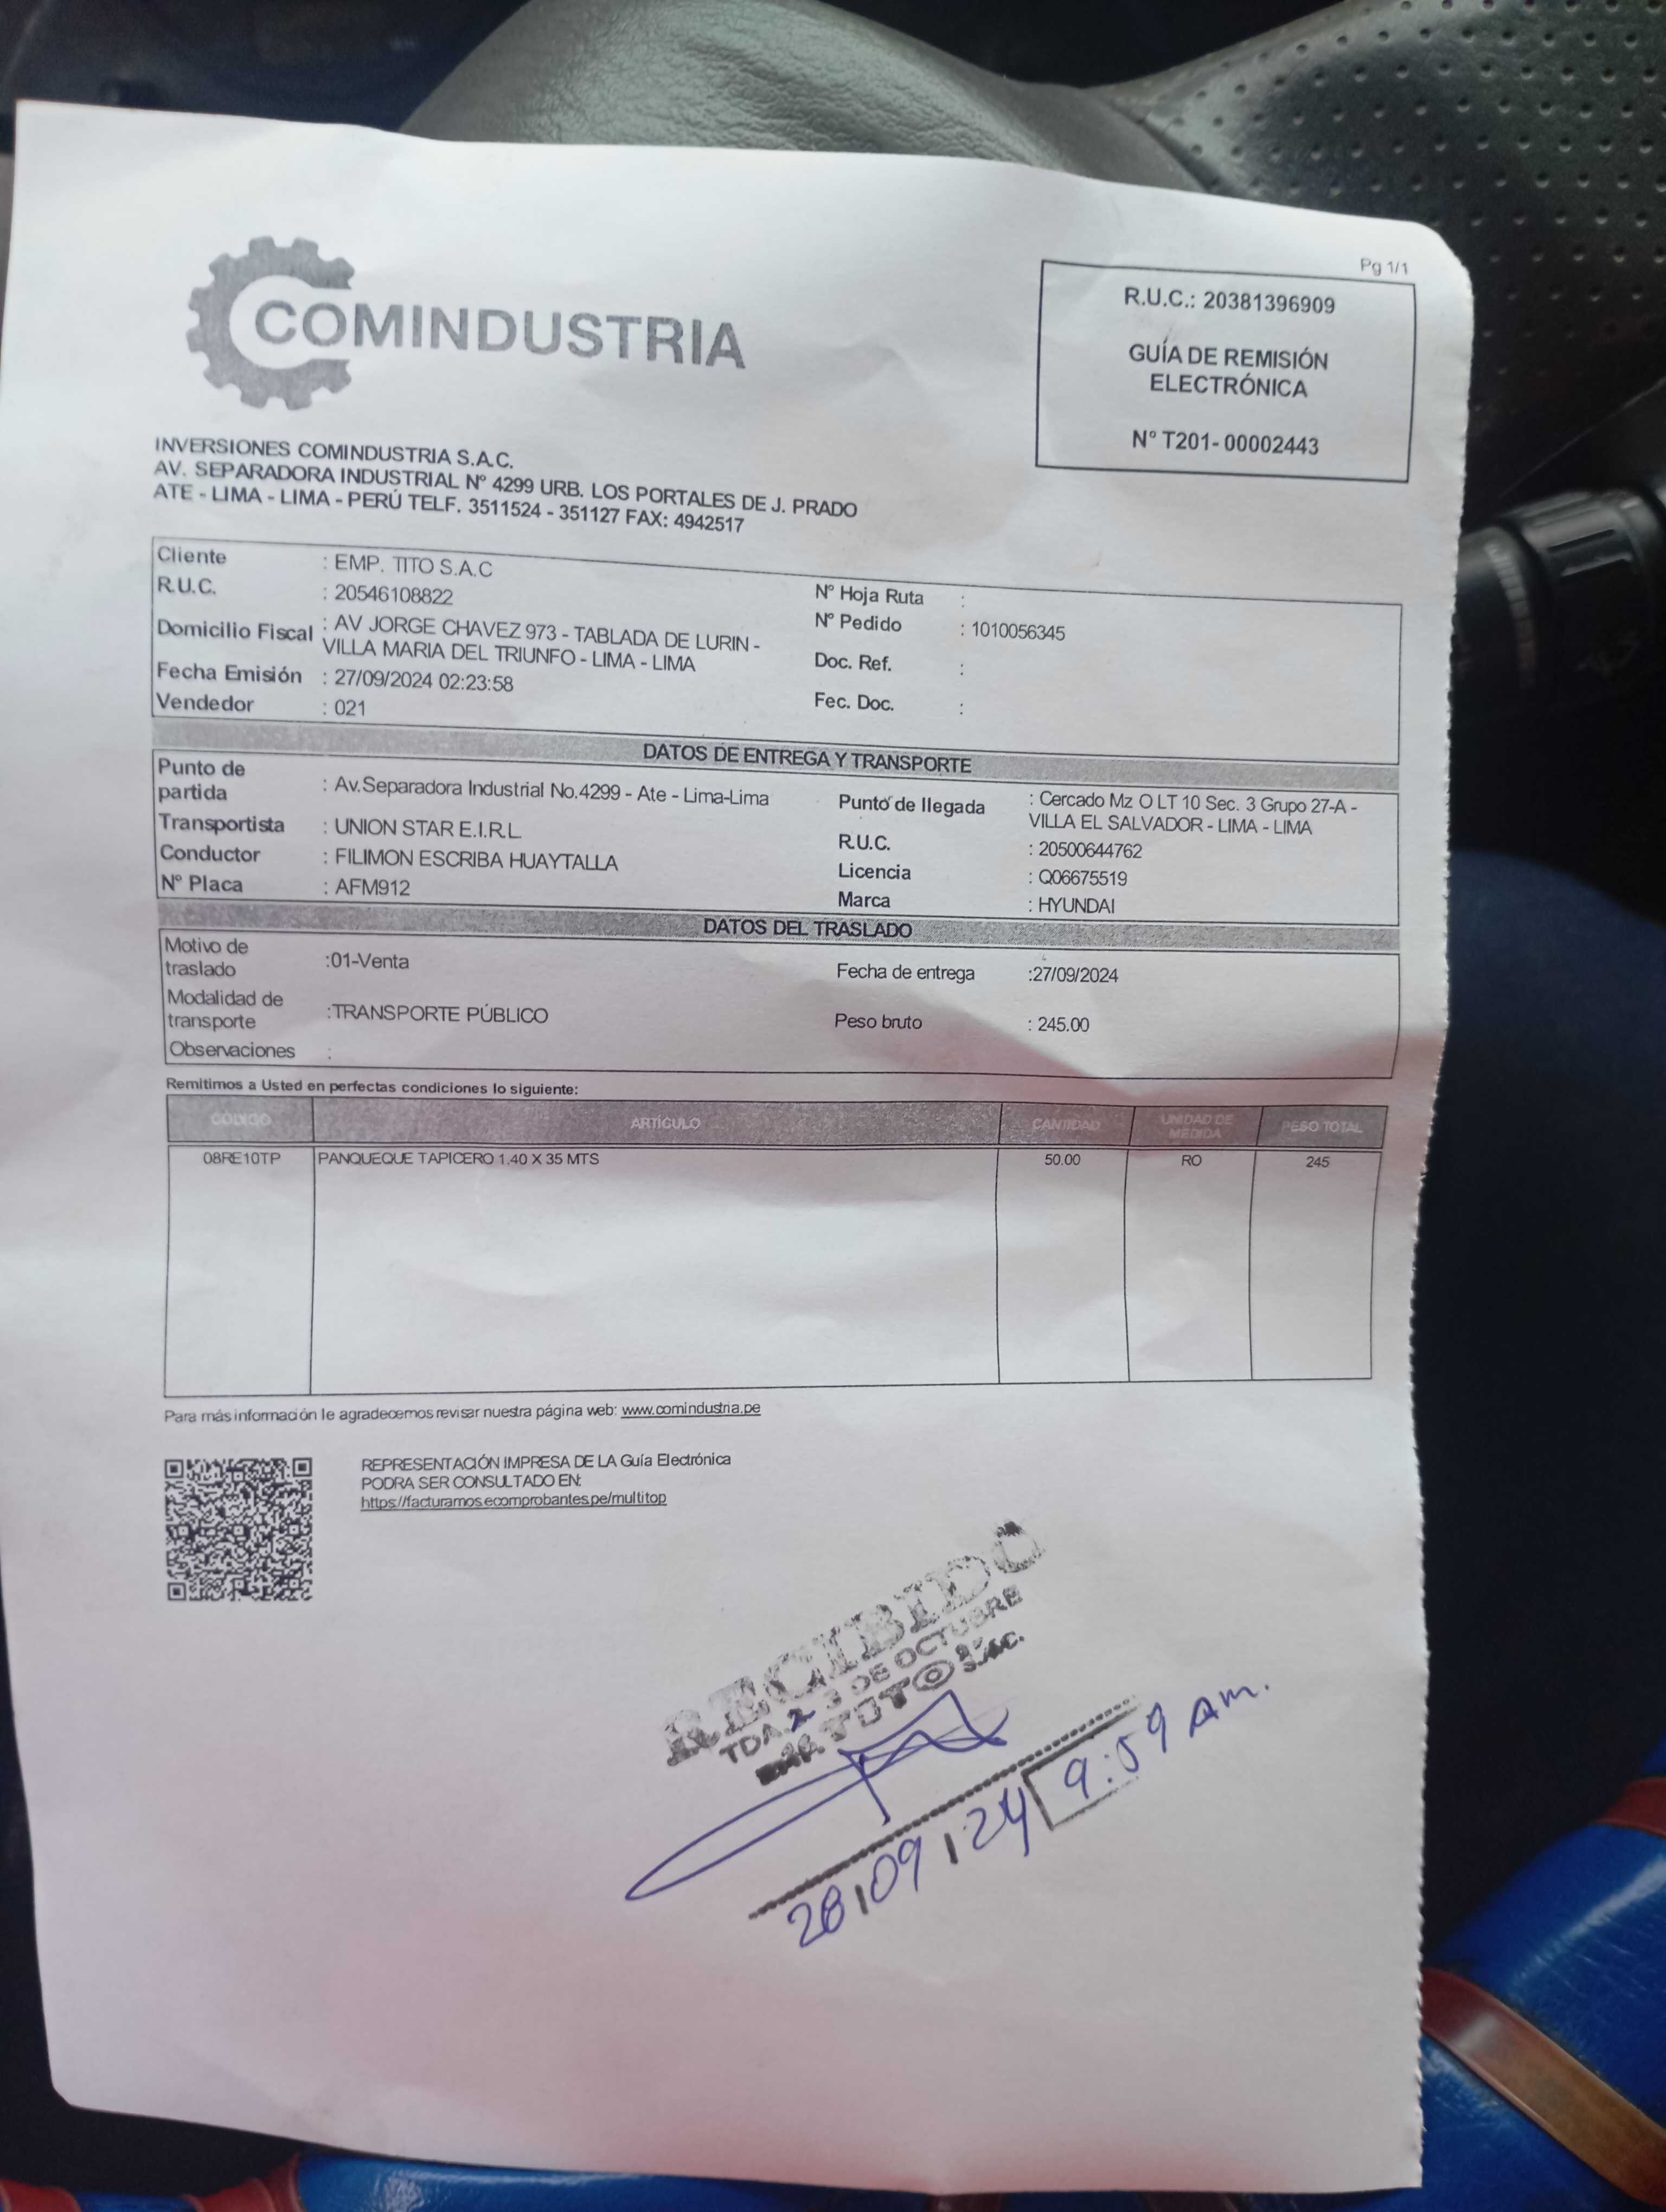 Pg 1/1
COMINDUSTRIA
R.U.C.: 20381396909
GUÍA DE REMISIÓN
ELECTRÓNICA
N° T201- 00002443
INVERSIONES COMINDUSTRIA S.A.C.
AV. SEPARADORA INDUSTRIAL Nº 4299 URB. LOS PORTALES DE J. PRADO
ATE - LIMA - LIMA - PERÚ TELF. 3511524 - 351127 FAX: 4942517
Cliente : EMP. TITO S.A.C
R.U.C. : 20546108822
Domicilio Fiscal : AV JORGE CHAVEZ 973 - TABLADA DE LURIN -
VILLA MARIA DEL TRIUNFO - LIMA - LIMA
Fecha Emisión : 27/09/2024 02:23:58
Vendedor : 021
Nº Hoja Ruta :
Nº Pedido : 1010056345
Doc. Ref. :
Fec. Doc. :
DATOS DE ENTREGA Y TRANSPORTE
Punto de
partida : Av.Separadora Industrial No.4299 - Ate - Lima-Lima
Transportista : UNION STAR E.I.R.L
Conductor : FILIMON ESCRIBA HUAYTALLA
Nº Placa : AFM912
Punto de llegada : Cercado Mz O LT 10 Sec. 3 Grupo 27-A -
VILLA EL SALVADOR - LIMA - LIMA
R.U.C. : 20500644762
Licencia : Q06675519
Marca : HYUNDAI
DATOS DEL TRASLADO
Motivo de
traslado :01-Venta
Fecha de entrega :27/09/2024
Modalidad de
transporte :TRANSPORTE PÚBLICO
Peso bruto : 245.00
Observaciones :
Remitimos a Usted en perfectas condiciones lo siguiente:
CÓDIGO ARTÍCULO CANTIDAD UNIDAD DE MEDIDA PESO TOTAL
08RE10TP PANQUEQUE TAPICERO 1.40 X 35 MTS 50.00 RO 245
Para más información le agradecemos revisar nuestra página web: www.comindustria.pe
REPRESENTACIÓN IMPRESA DE LA Guía Electrónica
PODRA SER CONSULTADO EN:
https://facturamos.ecomprobantes.pe/multitop
RECIBIDO
TDA. 2 3 DE OCTUBRE
EMP. TITO S.A.C.
28/09/24 9:59 am.